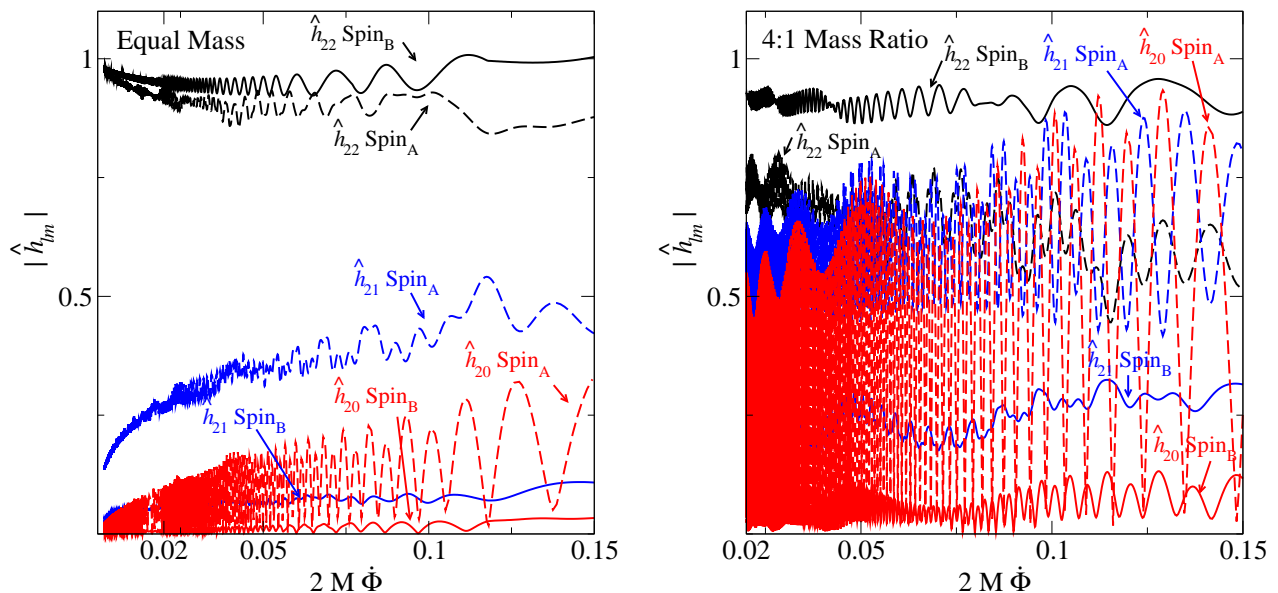 Equal Mass
ĥ22 SpinB
ĥ22 SpinA
ĥ21 SpinA
ĥ20 SpinA
ĥ20 SpinB
ĥ21 SpinB
1
0.5
|ĥlm|
0.02 0.05 0.1 0.15
2 M Φ̇
4:1 Mass Ratio
ĥ20 SpinA
ĥ21 SpinA
ĥ22 SpinB
ĥ22 SpinA
ĥ21 SpinB
ĥ20 SpinB
1
0.5
|ĥlm|
0.02 0.05 0.1 0.15
2 M Φ̇